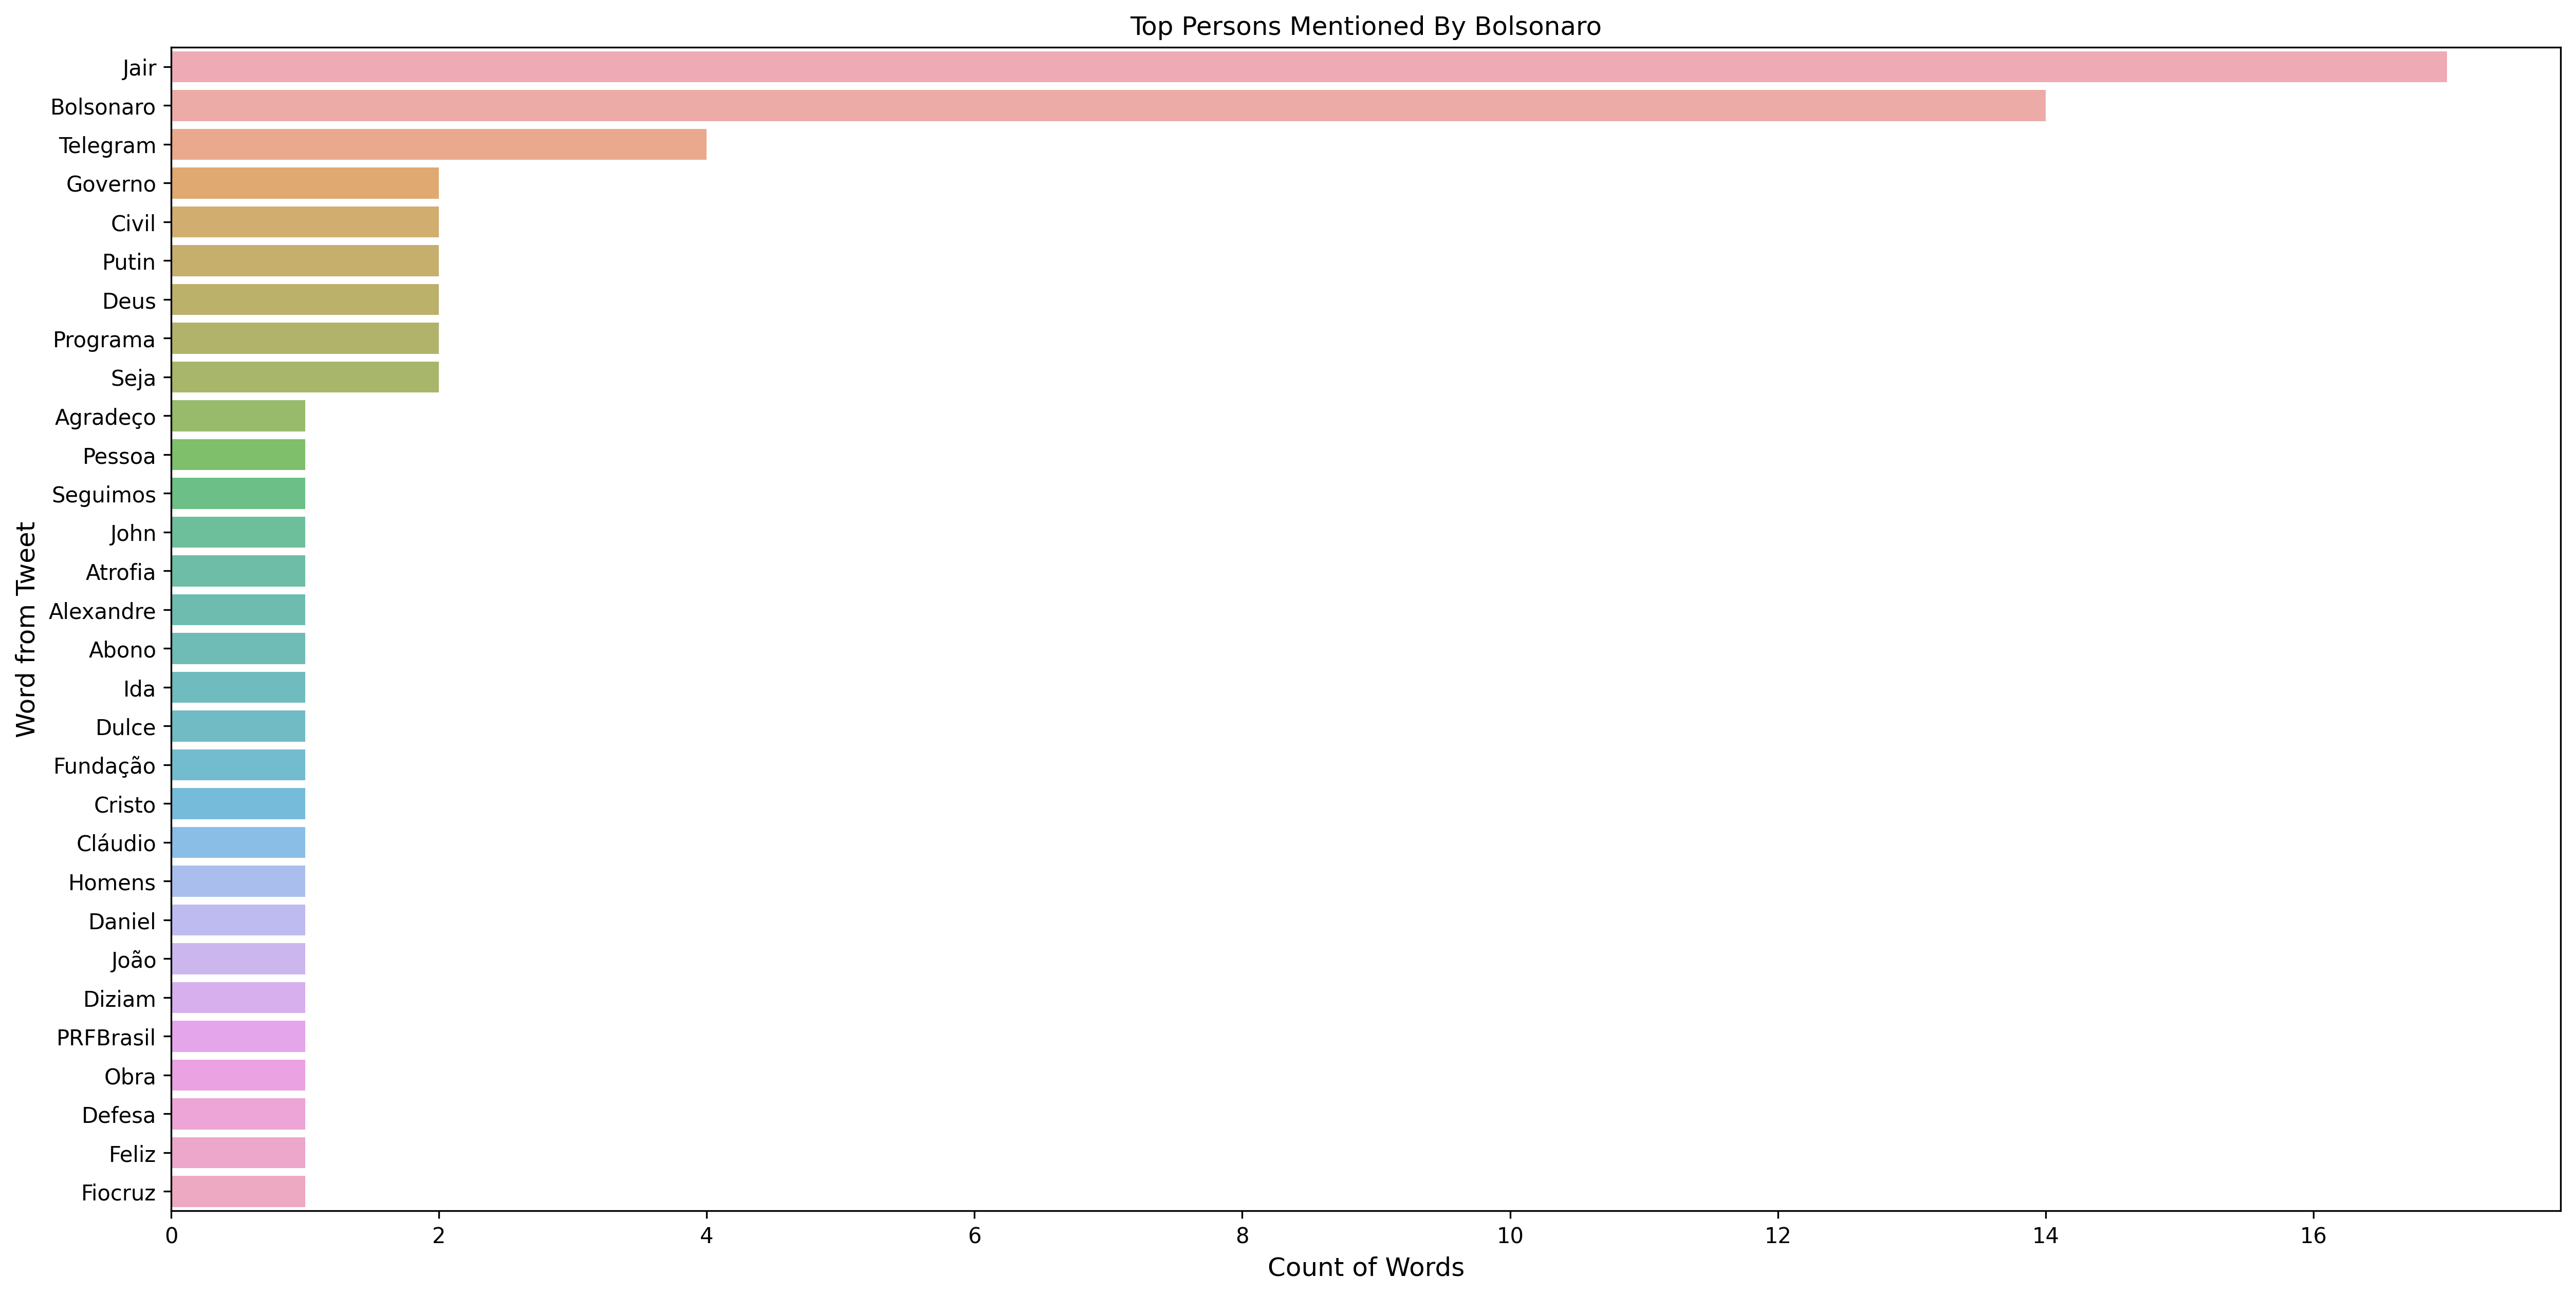 Top Persons Mentioned By Bolsonaro
Word from Tweet
Jair
Bolsonaro
Telegram
Governo
Civil
Putin
Deus
Programa
Seja
Agradeço
Pessoa
Seguimos
John
Atrofia
Alexandre
Abono
Ida
Dulce
Fundação
Cristo
Cláudio
Homens
Daniel
João
Diziam
PRFBrasil
Obra
Defesa
Feliz
Fiocruz
0 2 4 6 8 10 12 14 16
Count of Words